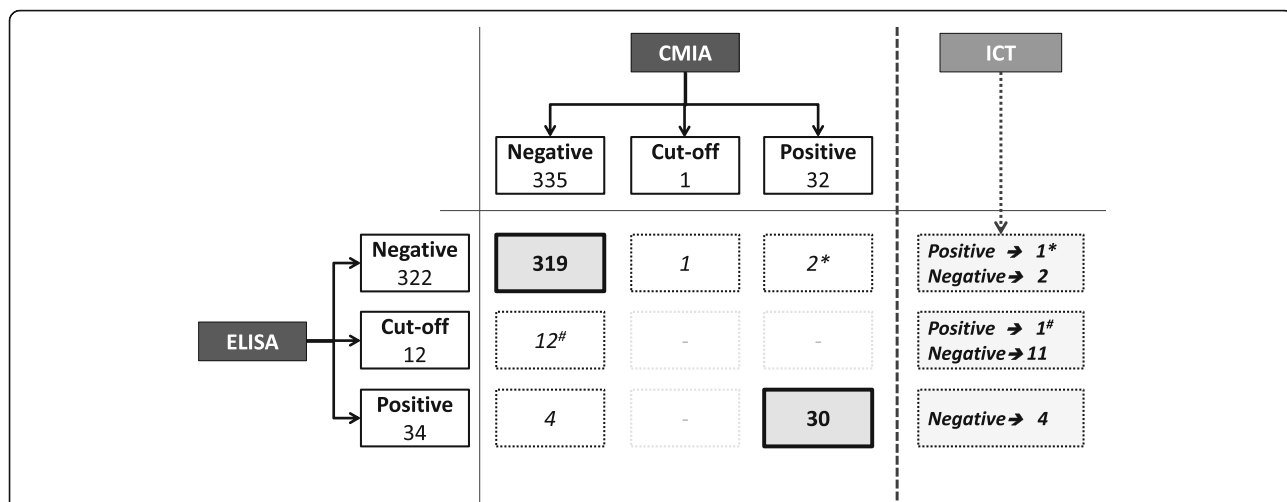 CMIA
ICT
Negative
335
Cut-off
1
Positive
32
Negative
322
319
1
2*
Positive → 1*
Negative → 2
ELISA
Cut-off
12
12#
-
-
Positive → 1#
Negative → 11
Positive
34
4
-
30
Negative → 4